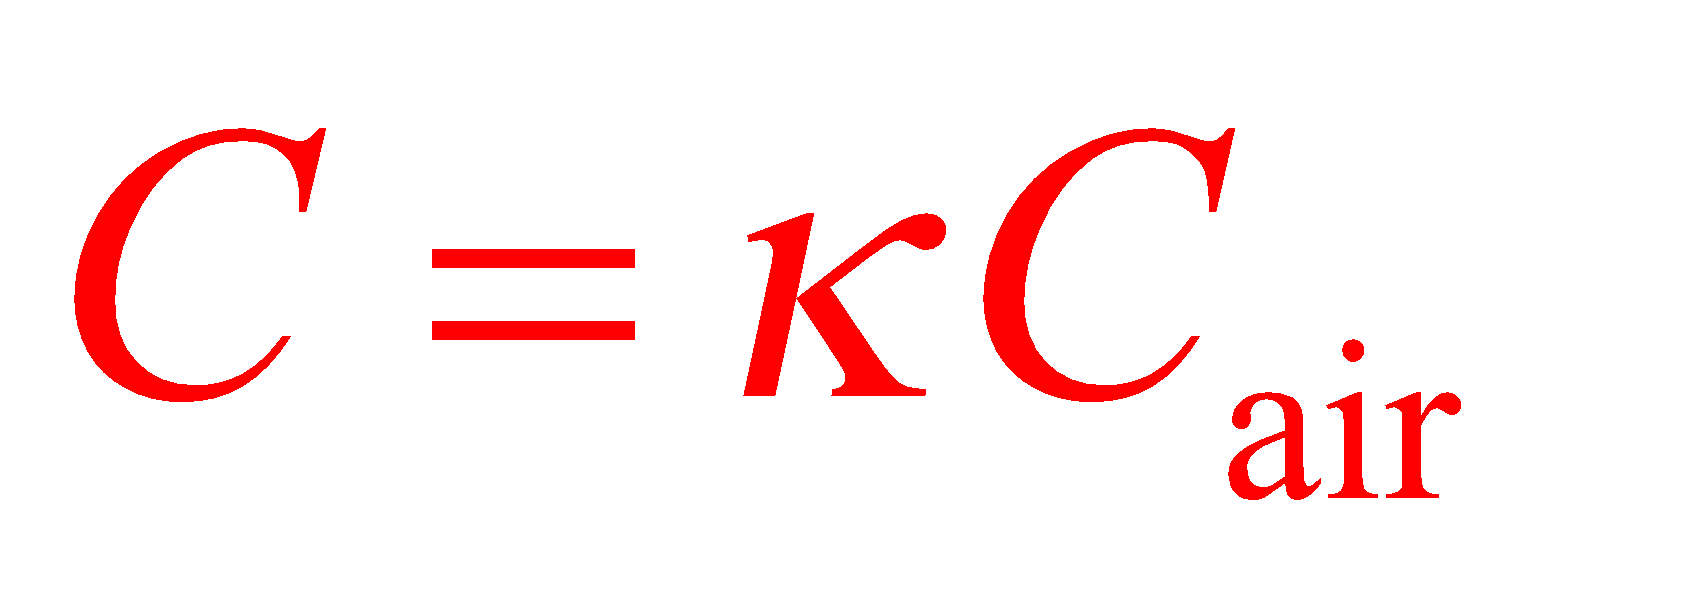 C = κC_air